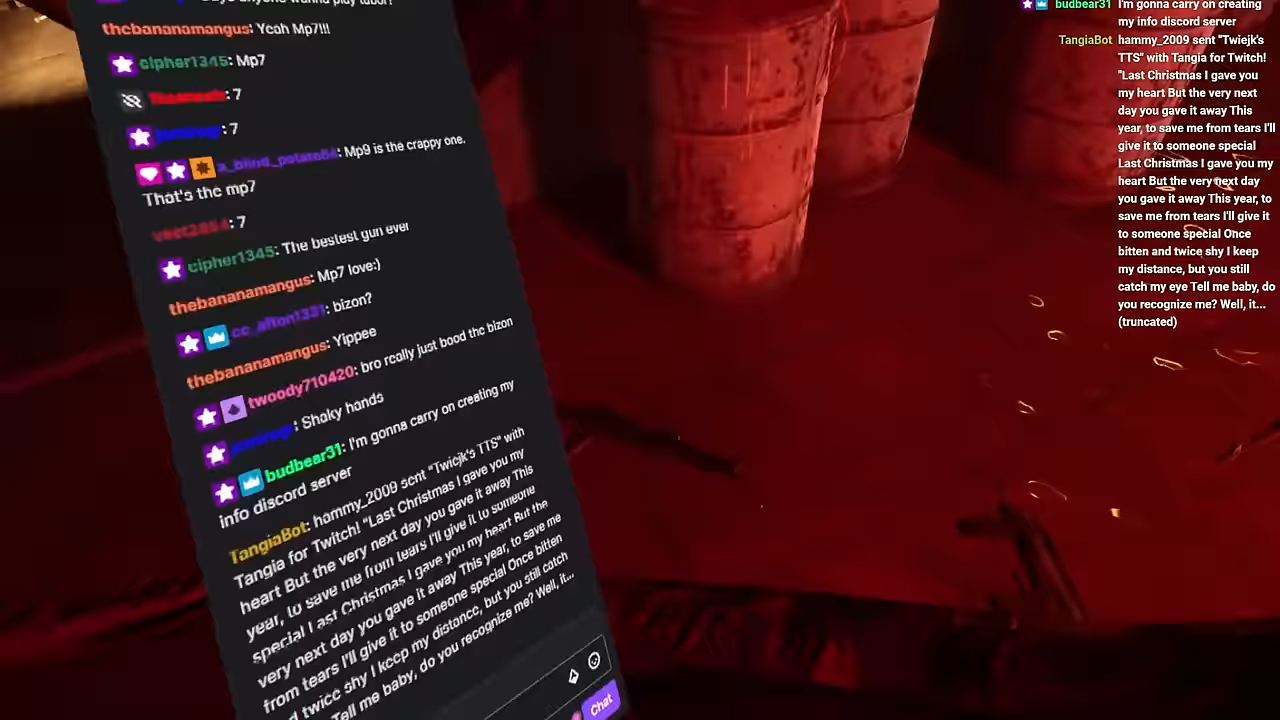 thebananamangus: Yeah Mp7!!!
cipher1345: Mp7
: 7
: 7
a_blind_potato64: Mp9 is the crappy one.
That's the mp7
: 7
cipher1345: The bestest gun ever
thebananamangus: Mp7 love:)
cc_afton1331: bizon?
thebananamangus: Yippee
twoody710420: bro really just bood the bizon
: Shaky hands
budbear31: I'm gonna carry on creating my
info discord server
TangiaBot: hammy_2009 sent "Twiejk's TTS" with
Tangia for Twitch! "Last Christmas I gave you my
heart But the very next day you gave it away This
year, to save me from tears I'll give it to someone
special Last Christmas I gave you my heart But the
very next day you gave it away This year, to save me
from tears I'll give it to someone special Once bitten
d twice shy I keep my distance, but you still catch
Tell me baby, do you recognize me? Well, it...
Chat
budbear31 I'm gonna carry on creating
my info discord server
TangiaBot hammy_2009 sent "Twiejk's
TTS" with Tangia for Twitch!
"Last Christmas I gave you
my heart But the very next
day you gave it away This
year, to save me from tears I'll
give it to someone special
Last Christmas I gave you my
heart But the very next day
you gave it away This year, to
save me from tears I'll give it
to someone special Once
bitten and twice shy I keep
my distance, but you still
catch my eye Tell me baby, do
you recognize me? Well, it...
(truncated)